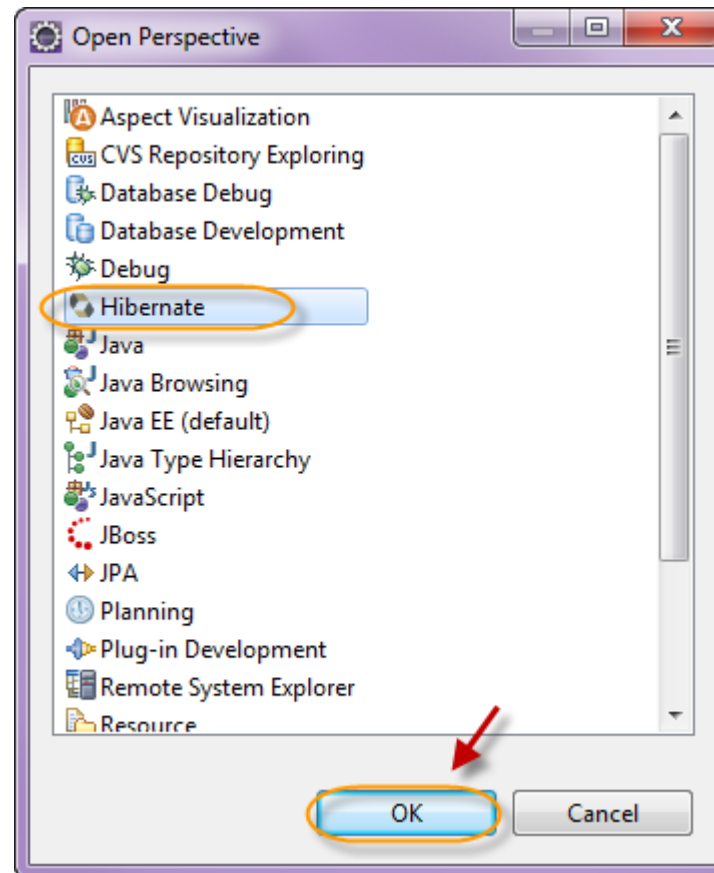 Open Perspective
Aspect Visualization
CVS Repository Exploring
Database Debug
Database Development
Debug
Hibernate
Java
Java Browsing
Java EE (default)
Java Type Hierarchy
JavaScript
JBoss
JPA
Planning
Plug-in Development
Remote System Explorer
Resource
OK Cancel